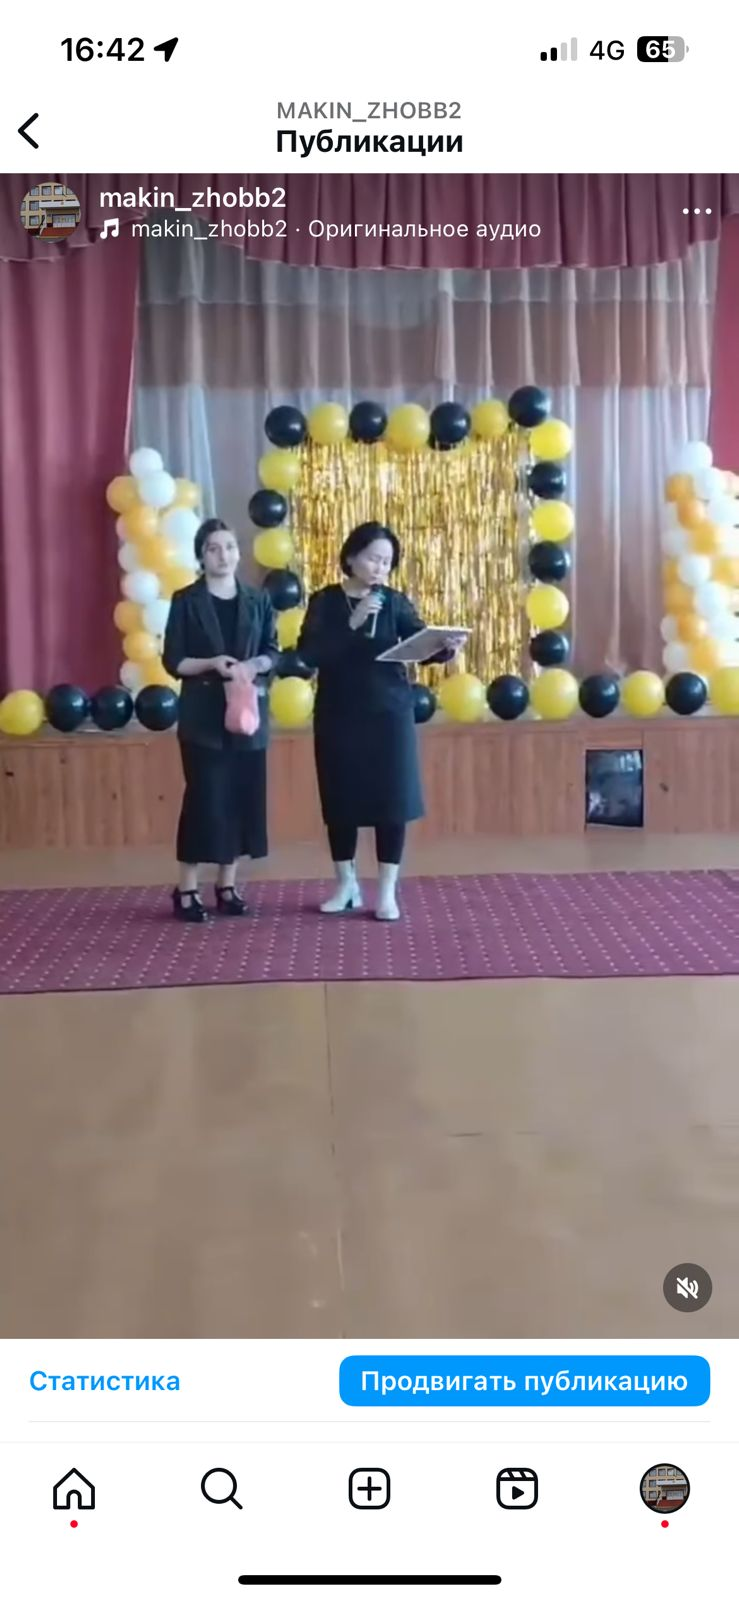 16:42
4G
65
MAKIN_ZHOBB2
Публикации
makin_zhobb2
makin_zhobb2 · Оригинальное аудио
Статистика
Продвигать публикацию